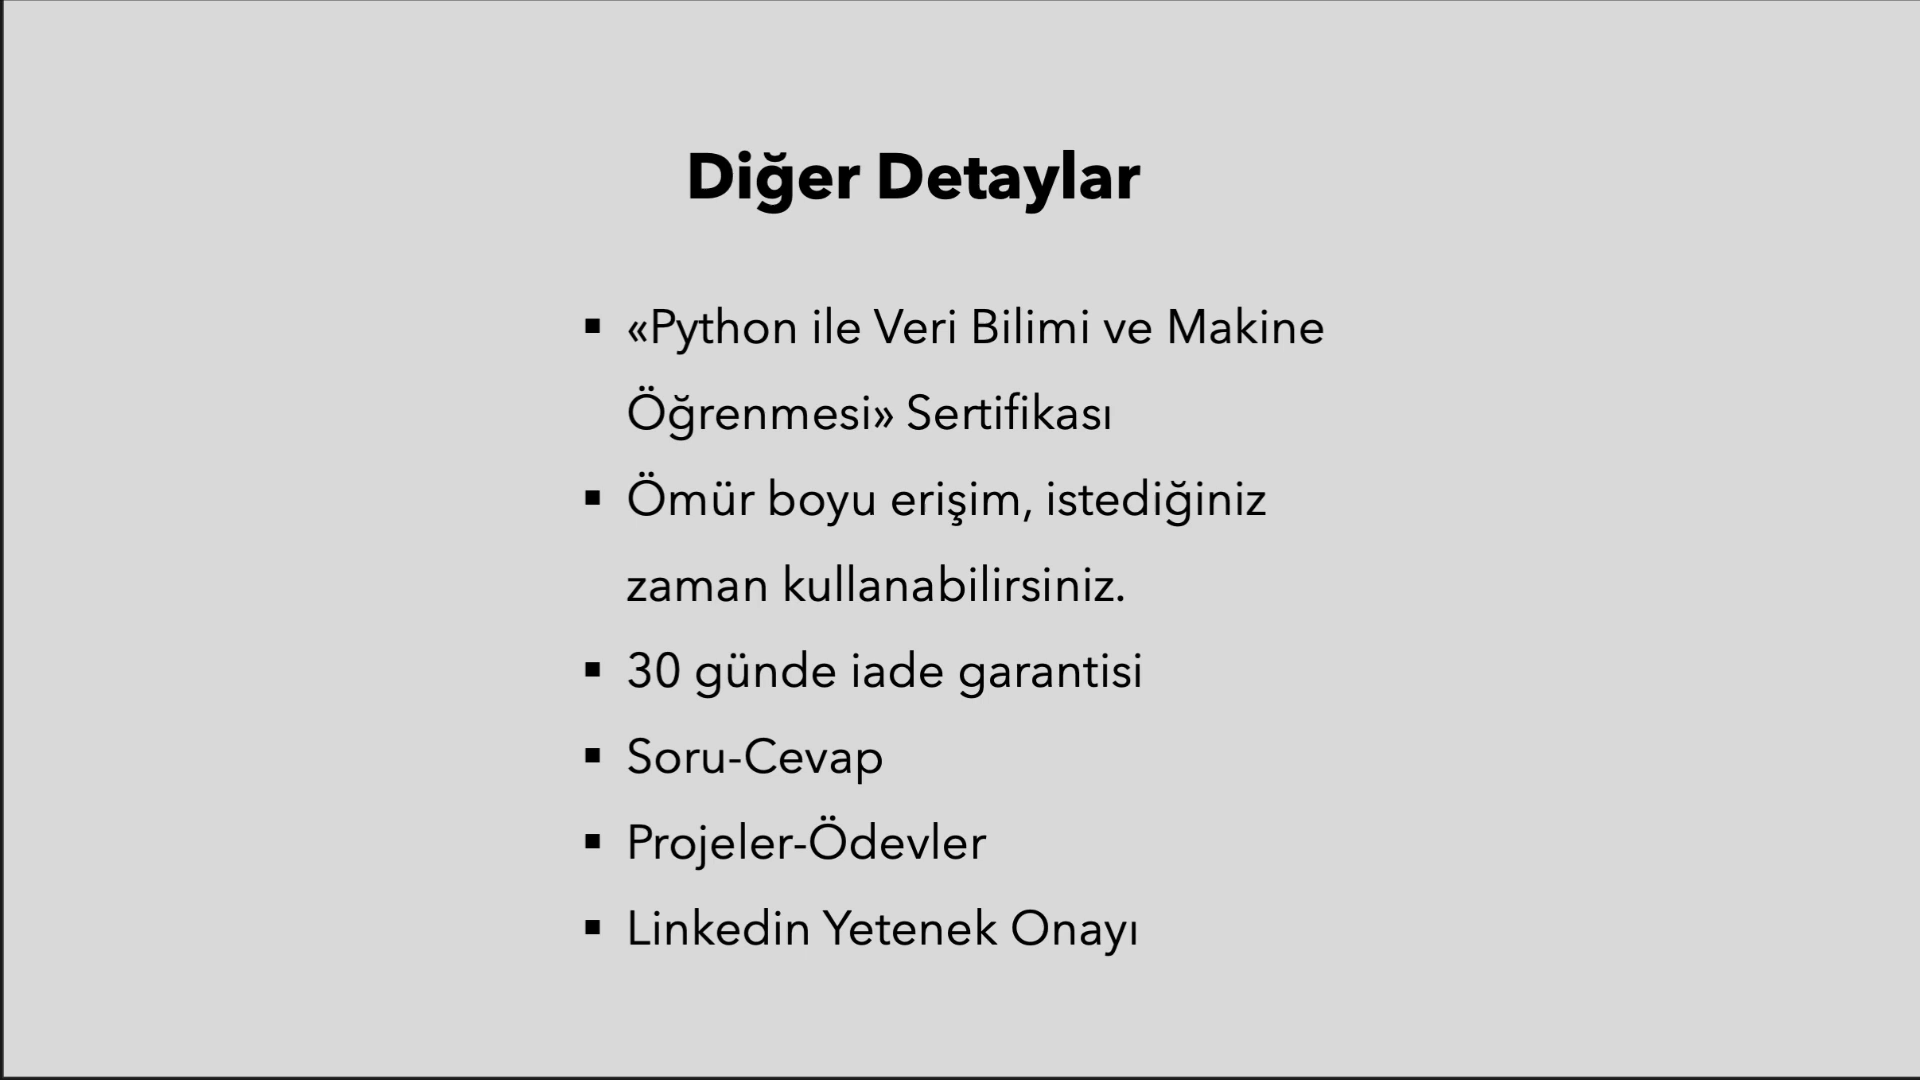 Diğer Detaylar
▪ «Python ile Veri Bilimi ve Makine
Öğrenmesi» Sertifikası
▪ Ömür boyu erişim, istediğiniz
zaman kullanabilirsiniz.
▪ 30 günde iade garantisi
▪ Soru-Cevap
▪ Projeler-Ödevler
▪ Linkedin Yetenek Onayı